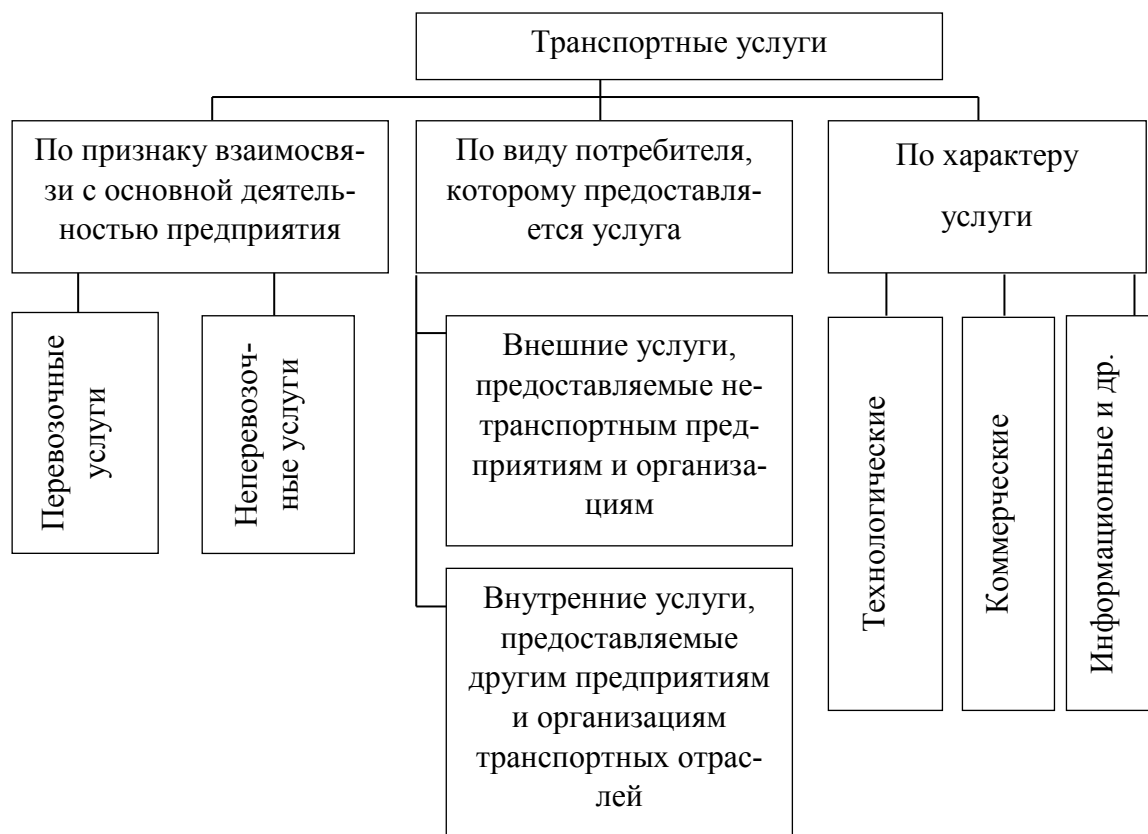 Транспортные услуги
По признаку взаимосвя-
зи с основной деятель-
ностью предприятия
По виду потребителя,
которому предоставля-
ется услуга
По характеру
услуги
Перевозочные
услуги
Неперевозоч-
ные услуги
Внешние услуги,
предоставляемые не-
транспортным пред-
приятиям и организа-
циям
Внутренние услуги,
предоставляемые
другим предприятиям
и организациям
транспортных отрас-
лей
Технологические
Коммерческие
Информационные и др.